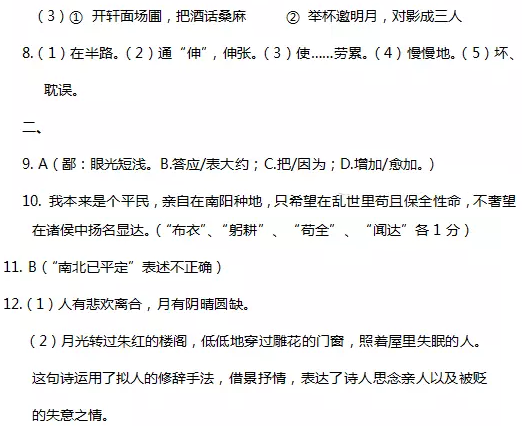 （3）① 开轩面场圃，把酒话桑麻　　② 举杯邀明月，对影成三人
8.（1）在半路。（2）通“伸”，伸张。（3）使……劳累。（4）慢慢地。（5）坏、
耽误。
二、
9. A（鄙：眼光短浅。B.答应/表大约；C.把/因为；D.增加/愈加。）
10. 我本来是个平民，亲自在南阳种地，只希望在乱世里苟且保全性命，不奢望
在诸侯中扬名显达。（“布衣”、“躬耕” 、 “苟全” 、 “闻达”各 1 分）
11. B（“南北已平定”表述不正确）
12.（1）人有悲欢离合，月有阴晴圆缺。
（2）月光转过朱红的楼阁，低低地穿过雕花的门窗，照着屋里失眠的人。
这句诗运用了拟人的修辞手法，借景抒情，表达了诗人思念亲人以及被贬
的失意之情。